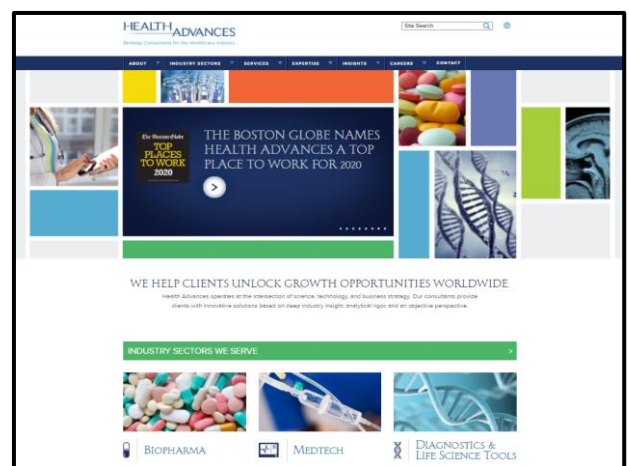 HEALTH ADVANCES
Strategy Consultants for the Healthcare Industry
Site Search
ABOUT INDUSTRY SECTORS SERVICES EXPERTISE INSIGHTS CAREERS CONTACT
The Boston Globe
TOP
PLACES
TO WORK
2020
THE BOSTON GLOBE NAMES
HEALTH ADVANCES A TOP
PLACE TO WORK FOR 2020
WE HELP CLIENTS UNLOCK GROWTH OPPORTUNITIES WORLDWIDE.
Health Advances operates at the intersection of science, technology, and business strategy. Our consultants provide
clients with innovative solutions based on deep industry insight, analytical rigor, and an objective perspective.
INDUSTRY SECTORS WE SERVE
BIOPHARMA
MEDTECH
DIAGNOSTICS &
LIFE SCIENCE TOOLS